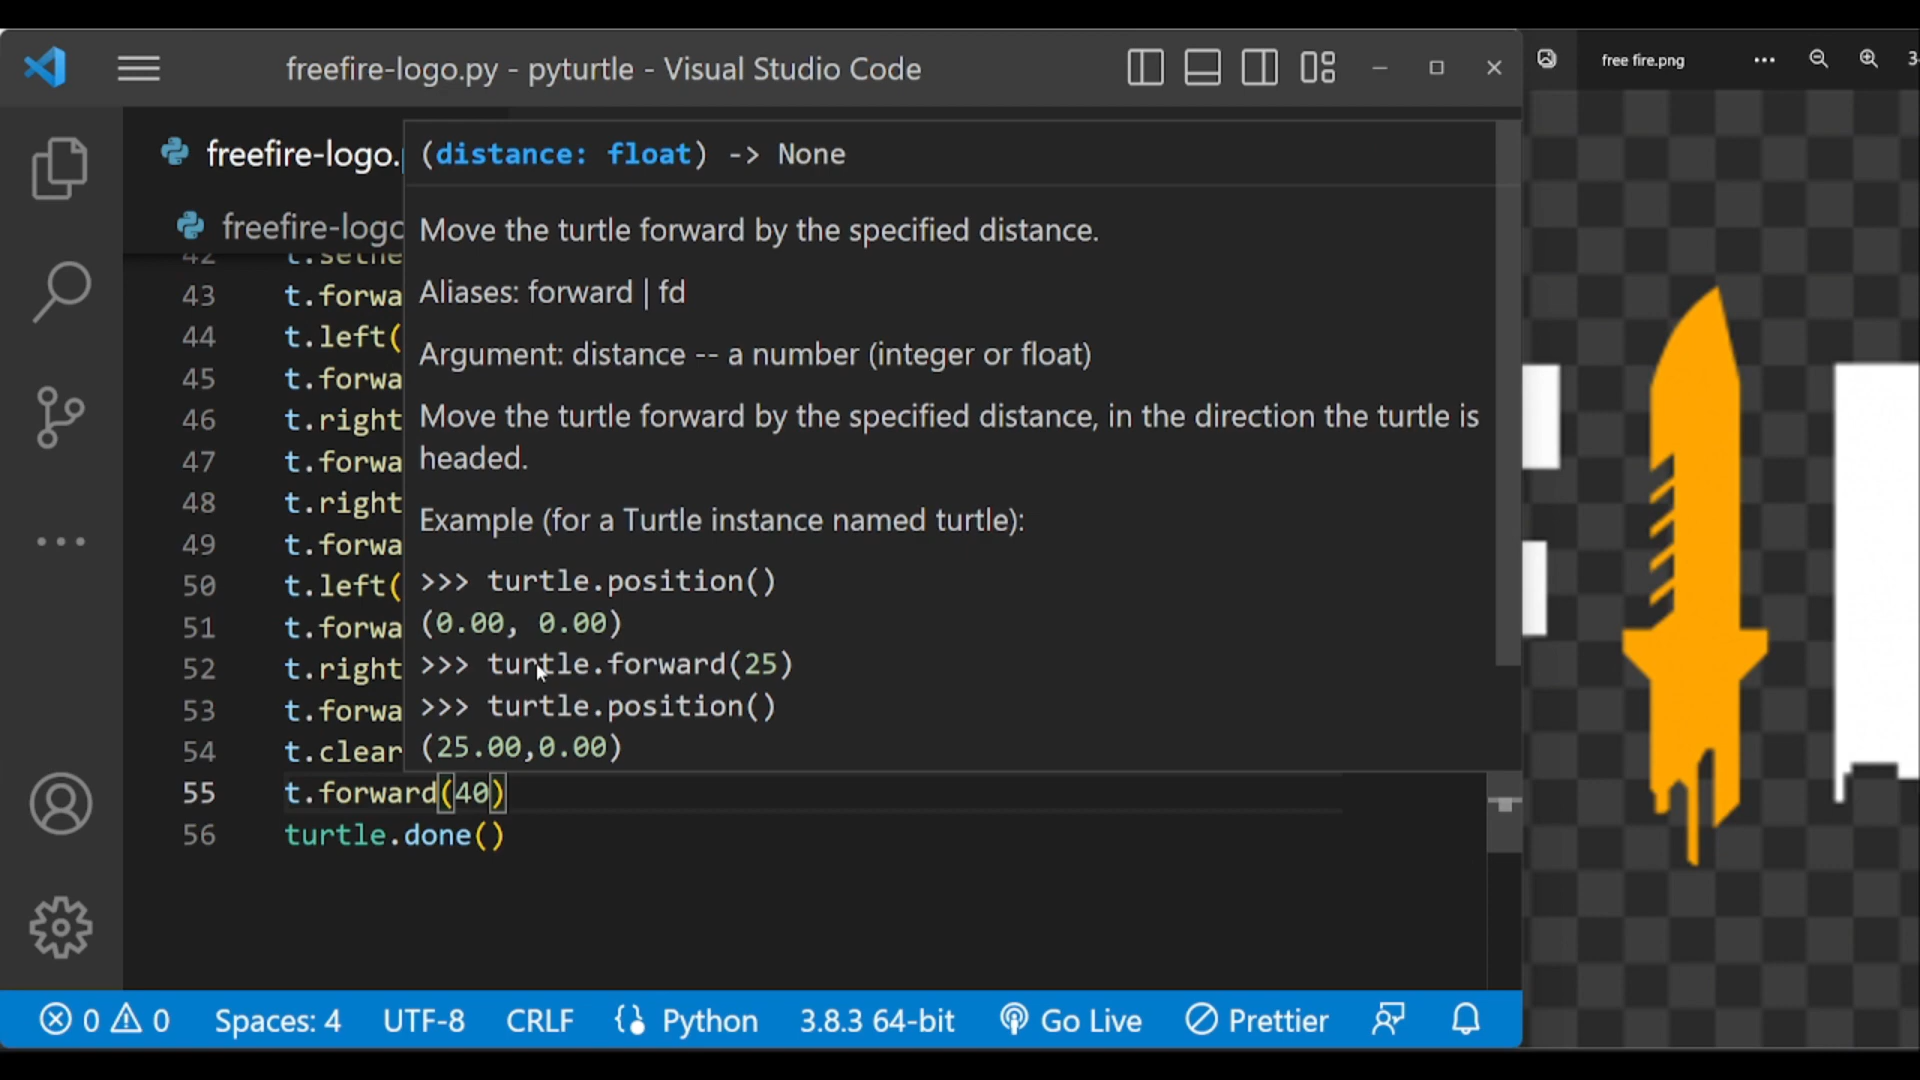 freefire-logo.py - pyturtle - Visual Studio Code
free fire.png
freefire-logo.
(distance: float) -> None
freefire-logo
Move the turtle forward by the specified distance.
42 t.sethe
43 t.forwa
Aliases: forward | fd
44 t.left(
Argument: distance -- a number (integer or float)
45 t.forwa
46 t.right
Move the turtle forward by the specified distance, in the direction the turtle is
headed.
47 t.forwa
48 t.right
Example (for a Turtle instance named turtle):
49 t.forwa
50 t.left(
>>> turtle.position()
51 t.forwa
(0.00, 0.00)
52 t.right
>>> turtle.forward(25)
53 t.forwa
>>> turtle.position()
54 t.clear
(25.00,0.00)
55 t.forward(40)
56 turtle.done()
0 0 Spaces: 4 UTF-8 CRLF Python 3.8.3 64-bit Go Live Prettier